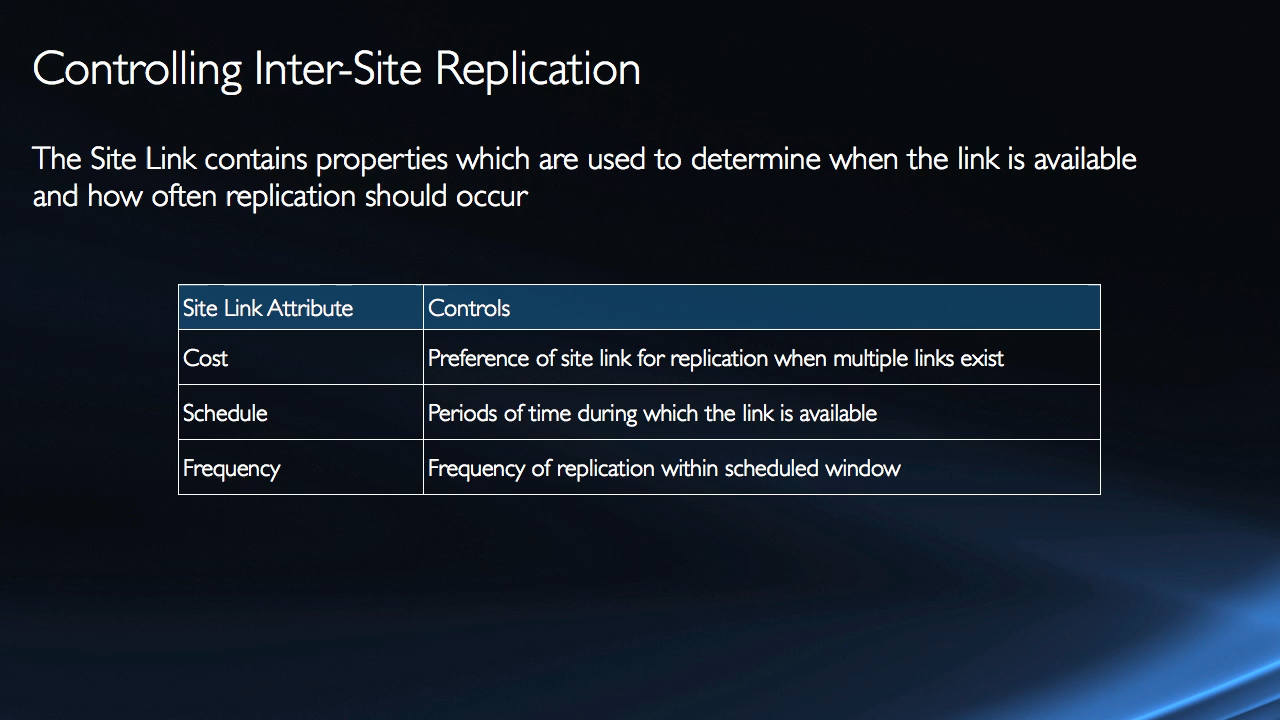 Controlling Inter-Site Replication
The Site Link contains properties which are used to determine when the link is available
and how often replication should occur
Site Link Attribute Controls
Cost Preference of site link for replication when multiple links exist
Schedule Periods of time during which the link is available
Frequency Frequency of replication within scheduled window